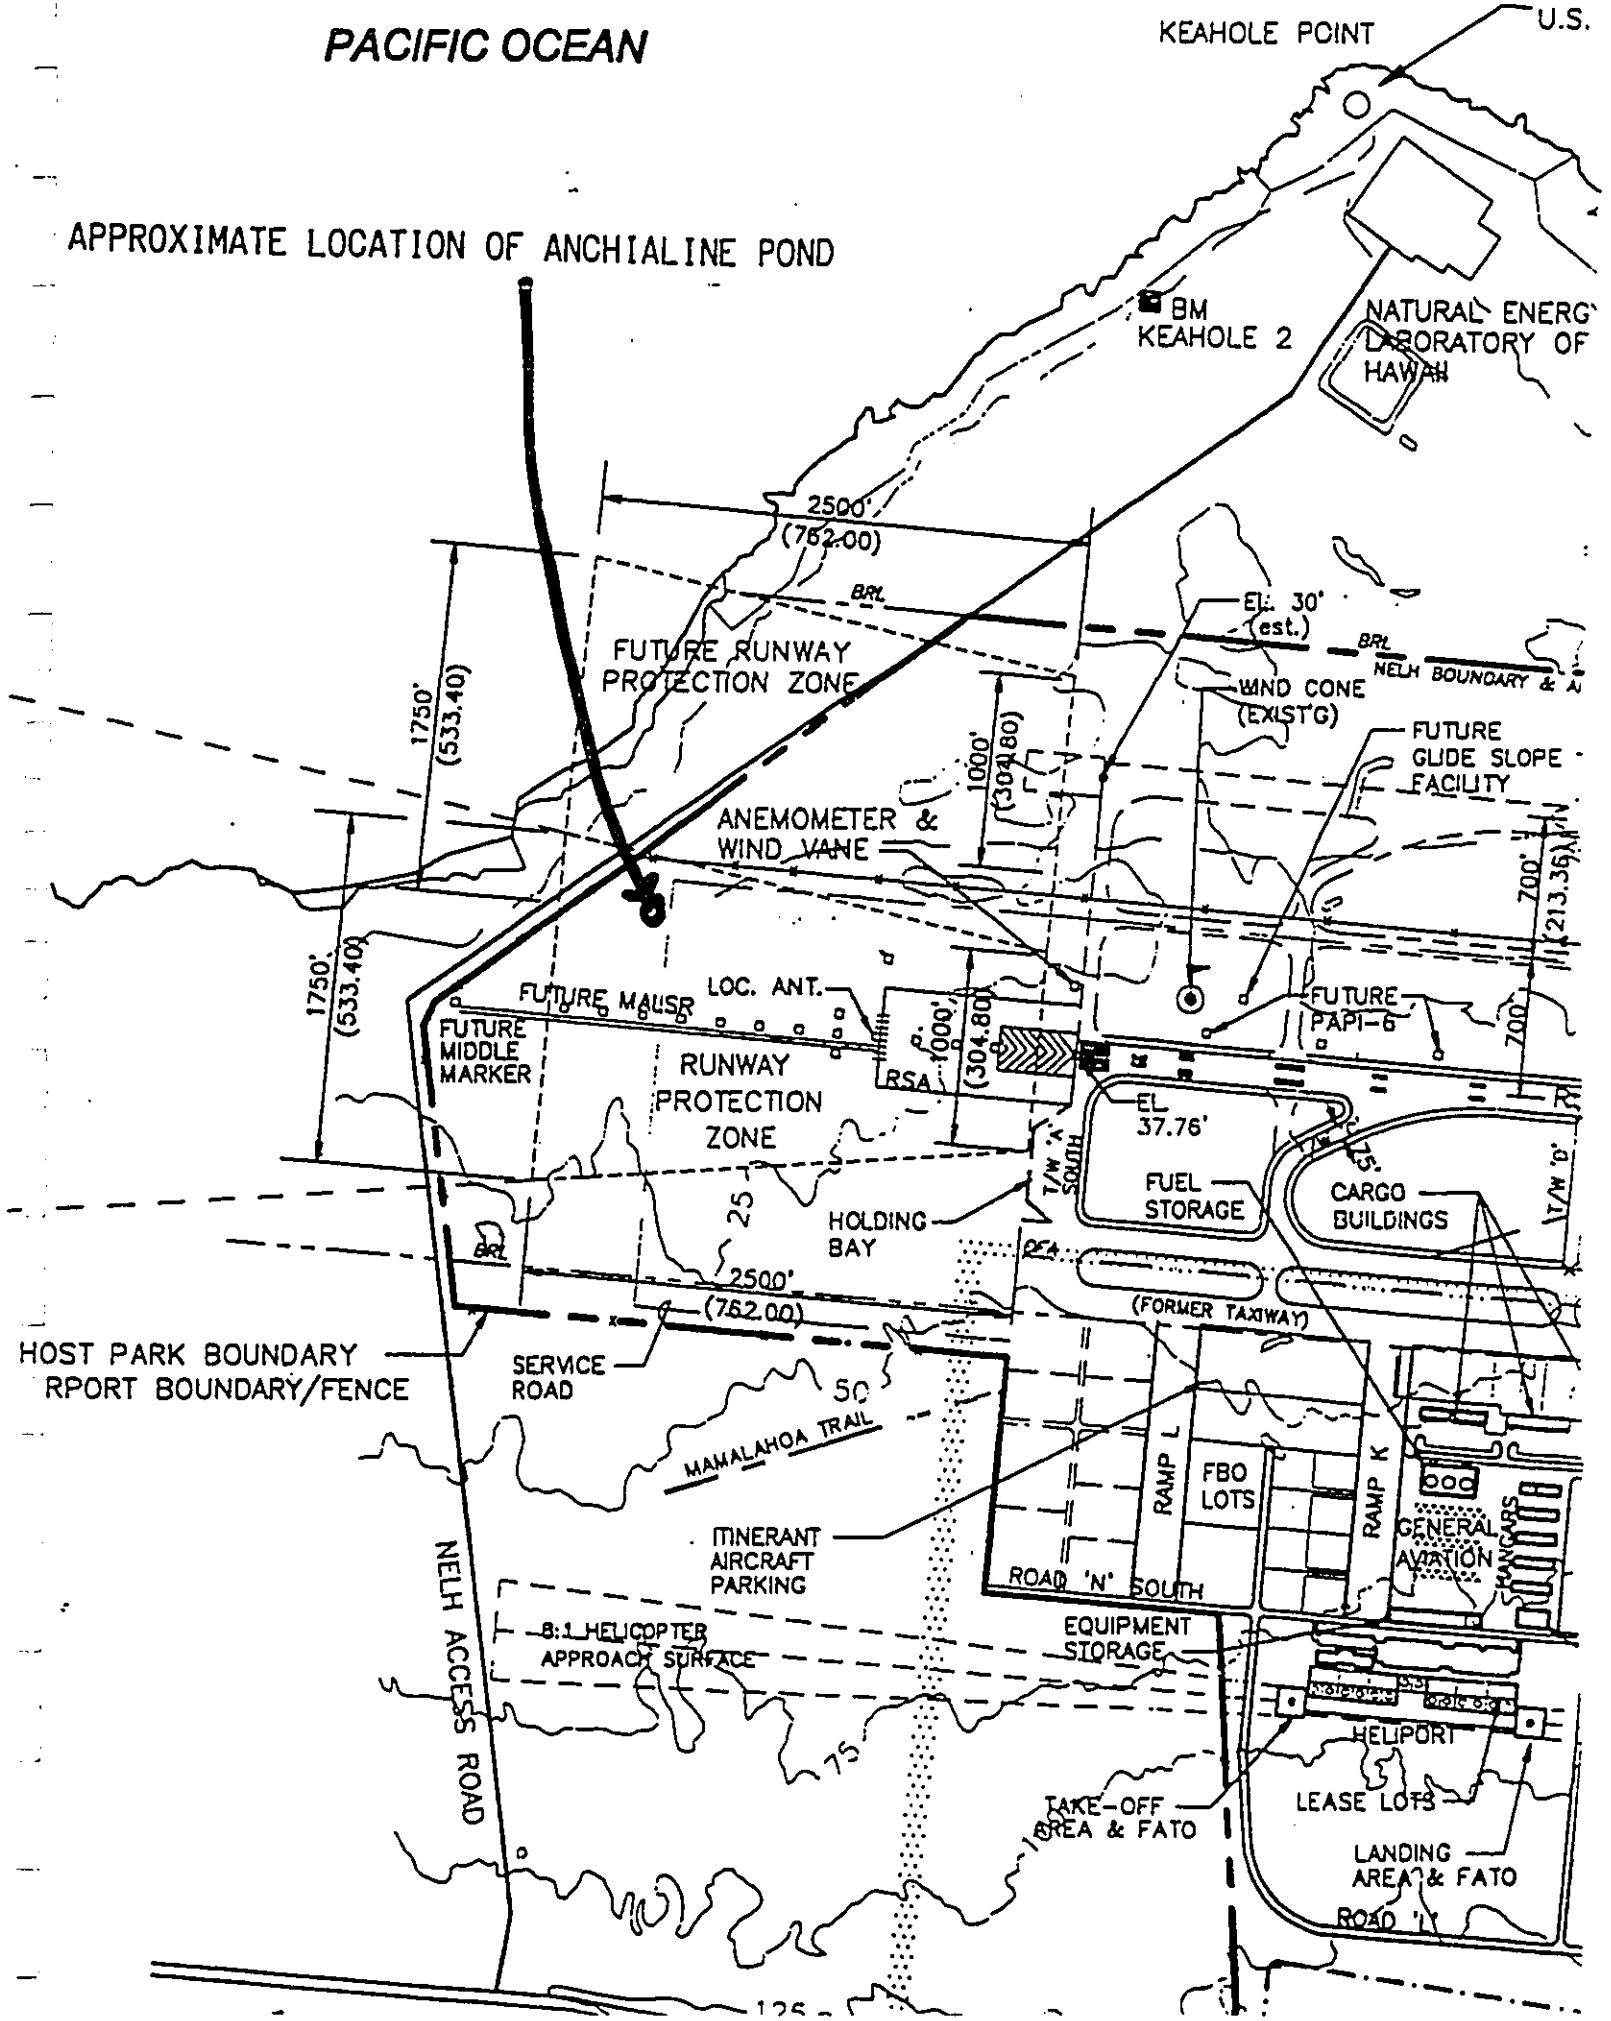 PACIFIC OCEAN
KEAHOLE POINT
U.S.
APPROXIMATE LOCATION OF ANCHIALINE POND
BM
KEAHOLE 2
NATURAL ENERG
LABORATORY OF
HAWAII
2500'
(762.00)
BRL
EL. 30'
(est.)
BRL
NELH BOUNDARY & A
FUTURE RUNWAY
PROTECTION ZONE
1750'
(533.40)
WIND CONE
(EXIST'G)
1000'
(304.80)
FUTURE
GLIDE SLOPE
FACILITY
ANEMOMETER &
WIND VANE
700'
(213.36)
1750'
(533.40)
LOC. ANT.
FUTURE MALSR
FUTURE
MIDDLE
MARKER
1000'
(304.80)
FUTURE
PAPI-6
700'
RUNWAY
PROTECTION
ZONE
RSA
EL
37.76'
T/W 'A'
SOUTH
75'
T/W 'D'
FUEL
STORAGE
CARGO
BUILDINGS
25
HOLDING
BAY
OFA
BRL
2500'
(762.00)
(FORMER TAXIWAY)
HOST PARK BOUNDARY
RPORT BOUNDARY/FENCE
SERVICE
ROAD
50
MAMALAHOA TRAIL
RAMP L
FBO
LOTS
RAMP K
GENERAL
AVIATION
HANGARS
ITINERANT
AIRCRAFT
PARKING
NELH ACCESS ROAD
ROAD 'N' SOUTH
8:1 HELICOPTER
APPROACH SURFACE
EQUIPMENT
STORAGE
HELIPORT
75
TAKE-OFF
AREA & FATO
LEASE LOTS
LANDING
AREA & FATO
ROAD 'L'
125